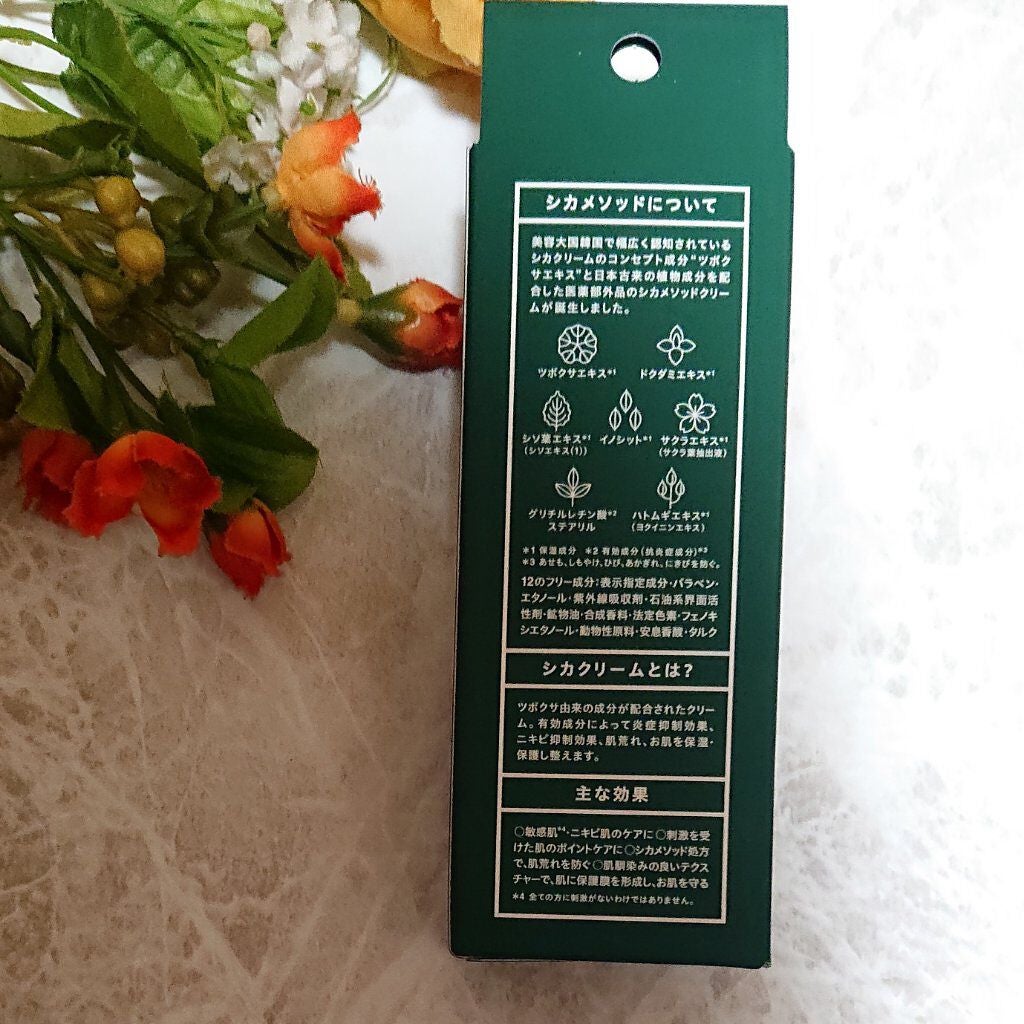 シカメソッドについて
美容大国韓国で幅広く認知されている
シカクリームのコンセプト成分“ツボク
サエキス”と日本古来の植物成分を配
合した医薬部外品のシカメソッドクリー
ムが誕生しました。
ツボクサエキス*1 ドクダミエキス*1
シソ葉エキス*1 イノシット*1 サクラエキス*1
(シソエキス(1)) (サクラ葉抽出液)
グリチルレチン酸*2 ハトムギエキス*1
ステアリル (ヨクイニンエキス)
*1 保湿成分 *2 有効成分(抗炎症成分)*3
*3 あせも、しもやけ、ひび、あかぎれ、にきびを防ぐ。
12のフリー成分:表示指定成分・パラベン・
エタノール・紫外線吸収剤・石油系界面活
性剤・鉱物油・合成香料・法定色素・フェノキ
シエタノール・動物性原料・安息香酸・タルク
シカクリームとは?
ツボクサ由来の成分が配合されたクリー
ム。有効成分によって炎症抑制効果、
ニキビ抑制効果、肌荒れ、お肌を保湿・
保護し整えます。
主な効果
○敏感肌*4・ニキビ肌のケアに○刺激を受
けた肌のポイントケアに○シカメソッド処方
で、肌荒れを防ぐ○肌馴染みの良いテクス
チャーで、肌に保護膜を形成し、お肌を守る
*4 全ての方に刺激がないわけではありません。